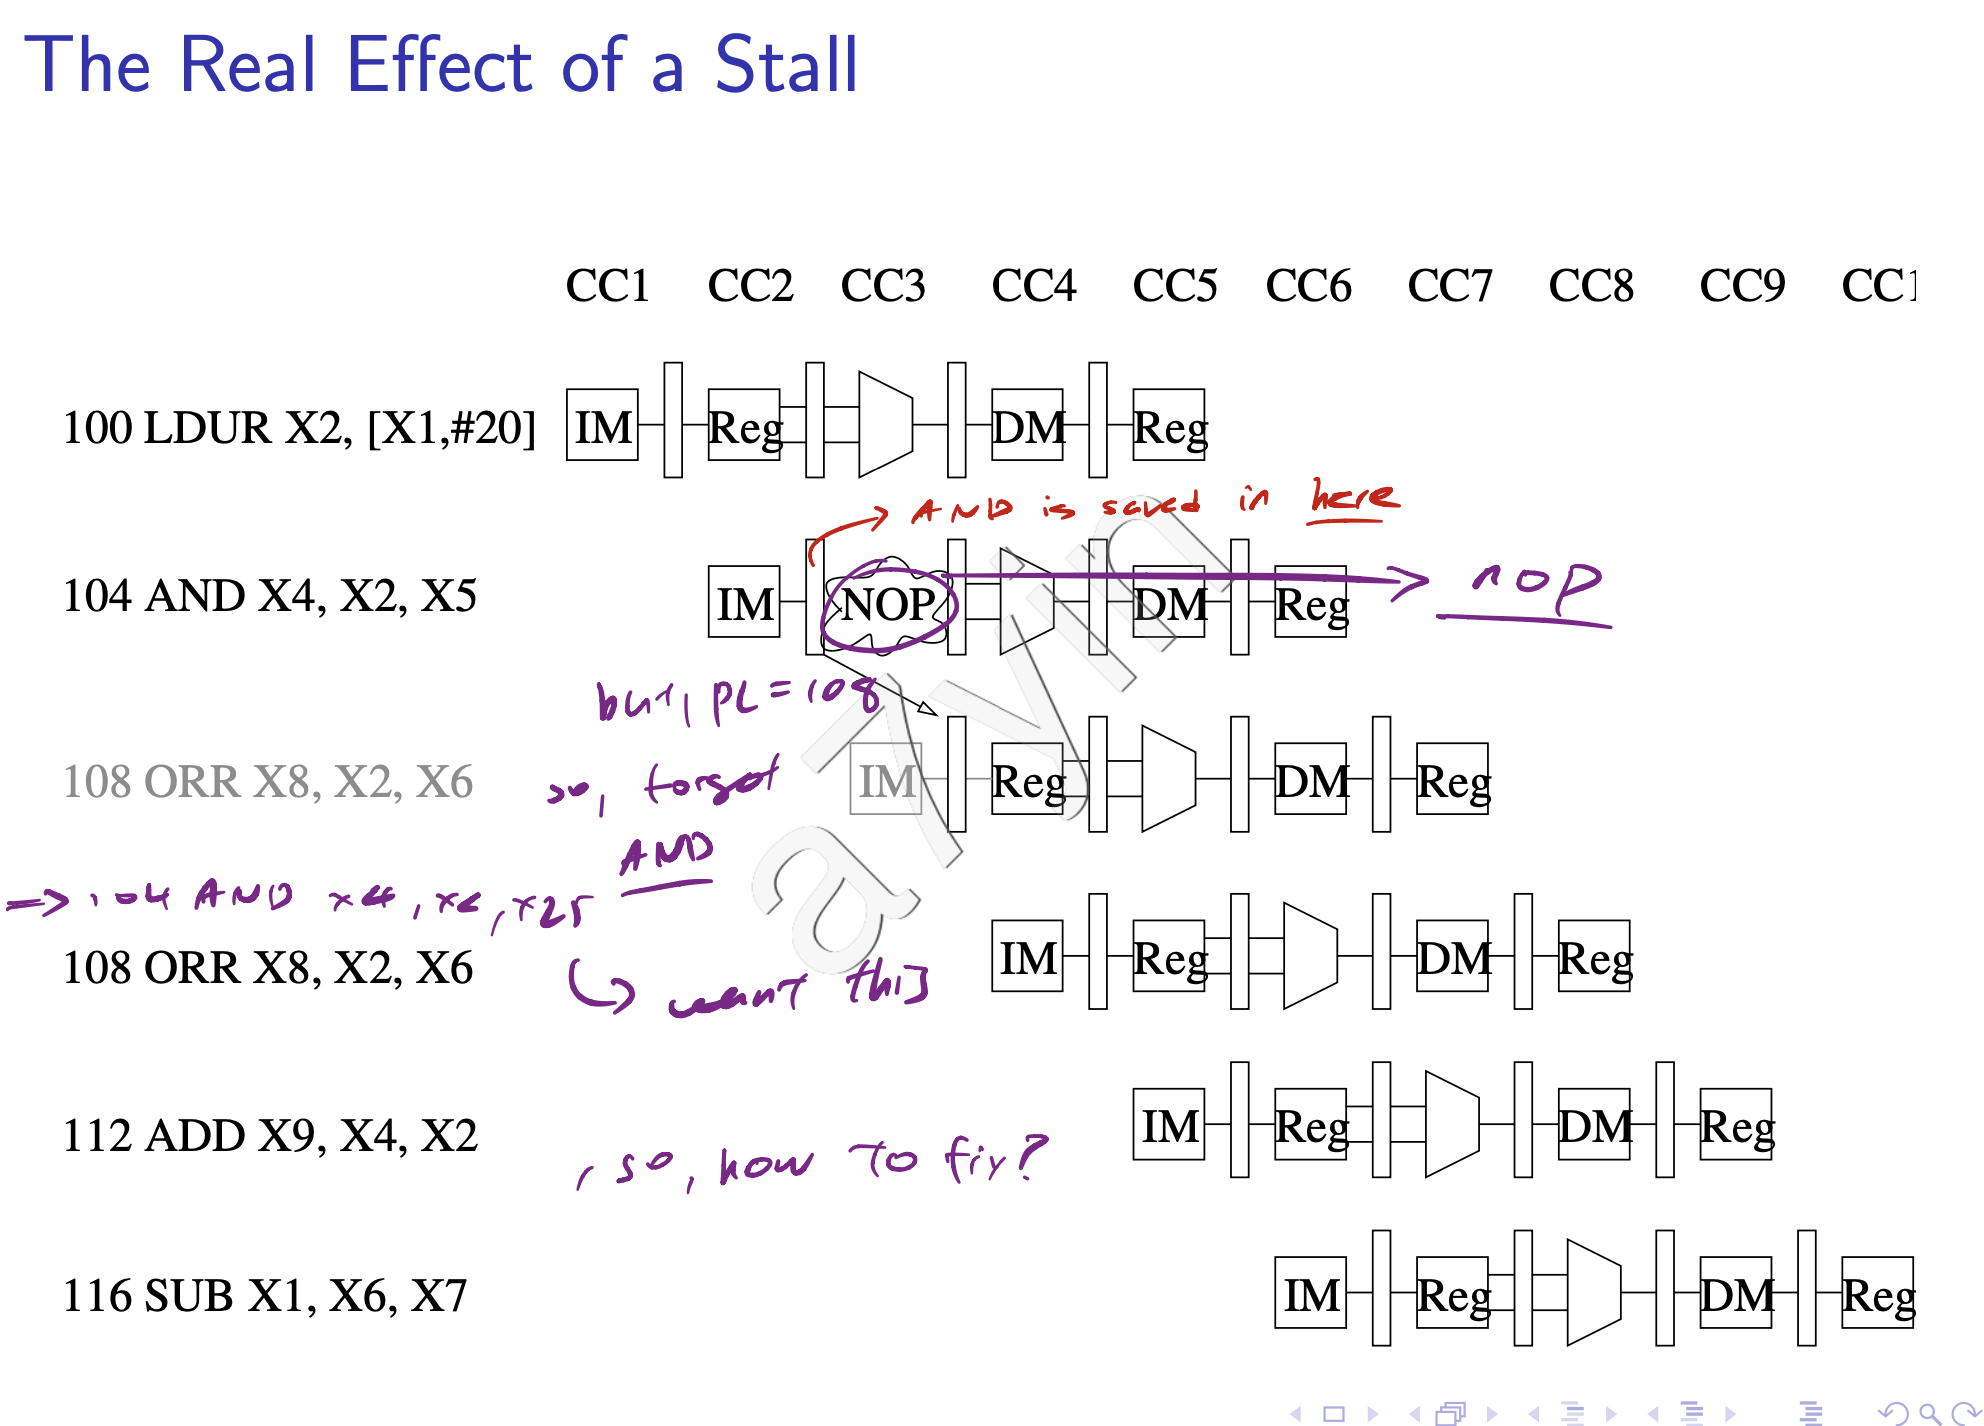 The Real Effect of a Stall
CC1 CC2 CC3 CC4 CC5 CC6 CC7 CC8 CC9 CC1
100 LDUR X2, [X1,#20] IM Reg DM Reg
AND is saved in here
104 AND X4, X2, X5 IM NOP DM Reg nop
but, PC=108
108 ORR X8, X2, X6 IM Reg DM Reg
so, forgot
AND
=> 104 AND X4,
108 ORR X8, X2, X6 IM Reg DM Reg
want this
112 ADD X9, X4, X2 IM Reg DM Reg
, so, how to fix?
116 SUB X1, X6, X7 IM Reg DM Reg
a7yin